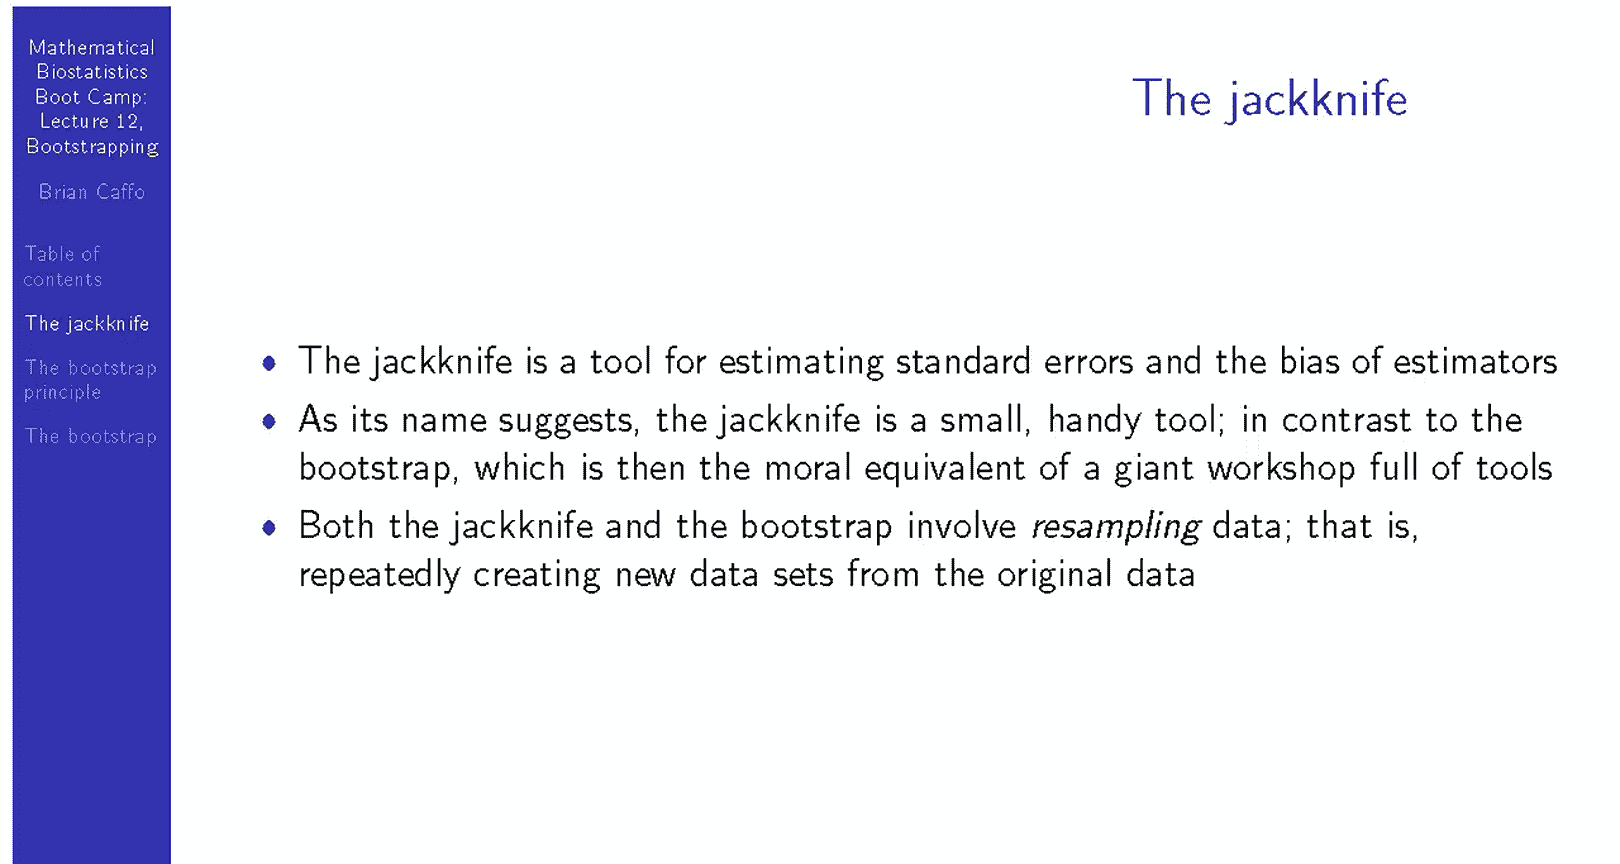 Mathematical
Biostatistics
Boot Camp:
Lecture 12,
Bootstrapping
Brian Caffo
Table of
contents
The jackknife
The bootstrap
principle
The bootstrap
The jackknife
• The jackknife is a tool for estimating standard errors and the bias of estimators
• As its name suggests, the jackknife is a small, handy tool; in contrast to the
bootstrap, which is then the moral equivalent of a giant workshop full of tools
• Both the jackknife and the bootstrap involve resampling data; that is,
repeatedly creating new data sets from the original data